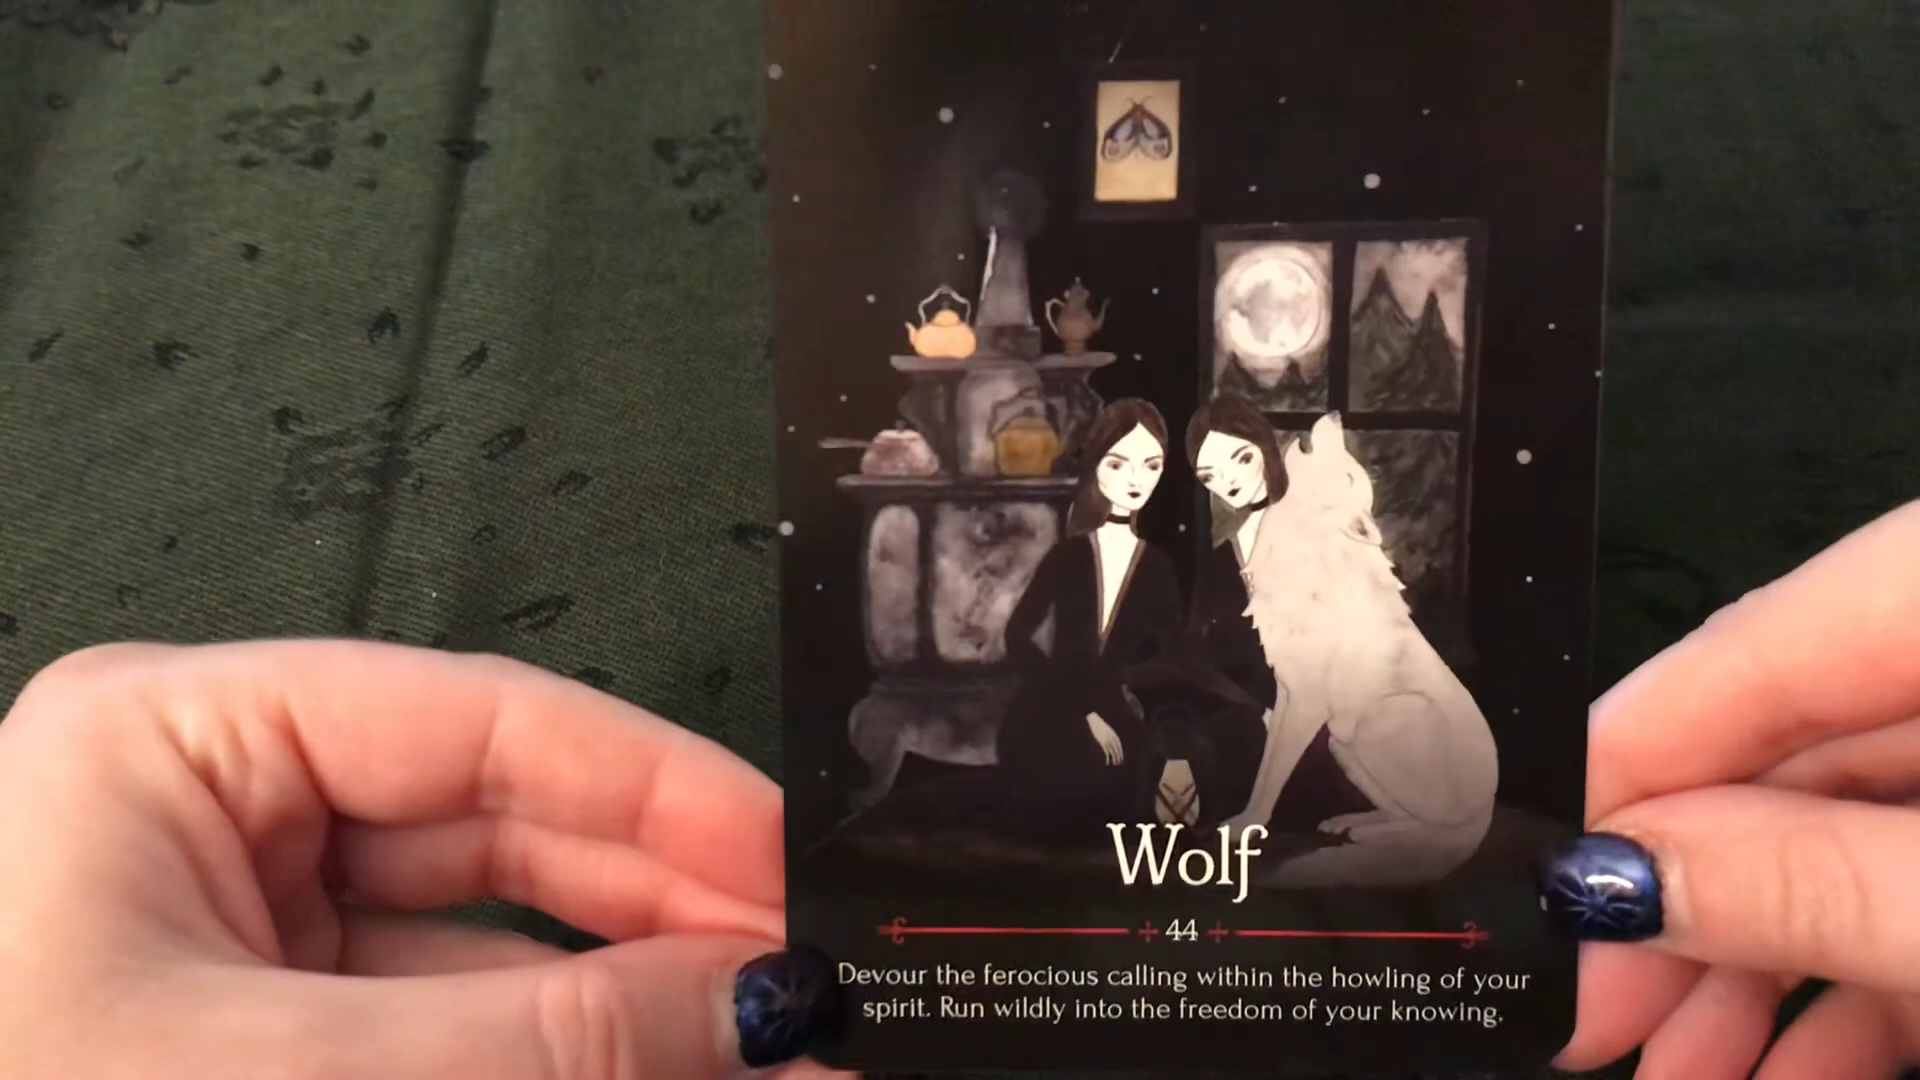 Wolf
44
Devour the ferocious calling within the howling of your
spirit. Run wildly into the freedom of your knowing.